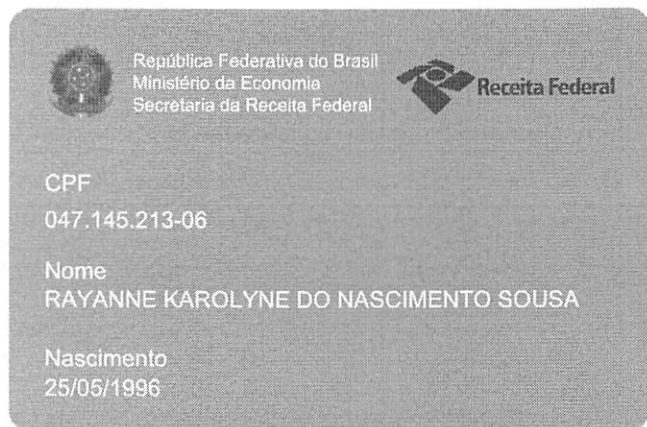 República Federativa do Brasil
Ministério da Economia
Secretaria da Receita Federal
Receita Federal
CPF
047.145.213-06
Nome
RAYANNE KAROLYNE DO NASCIMENTO SOUSA
Nascimento
25/05/1996